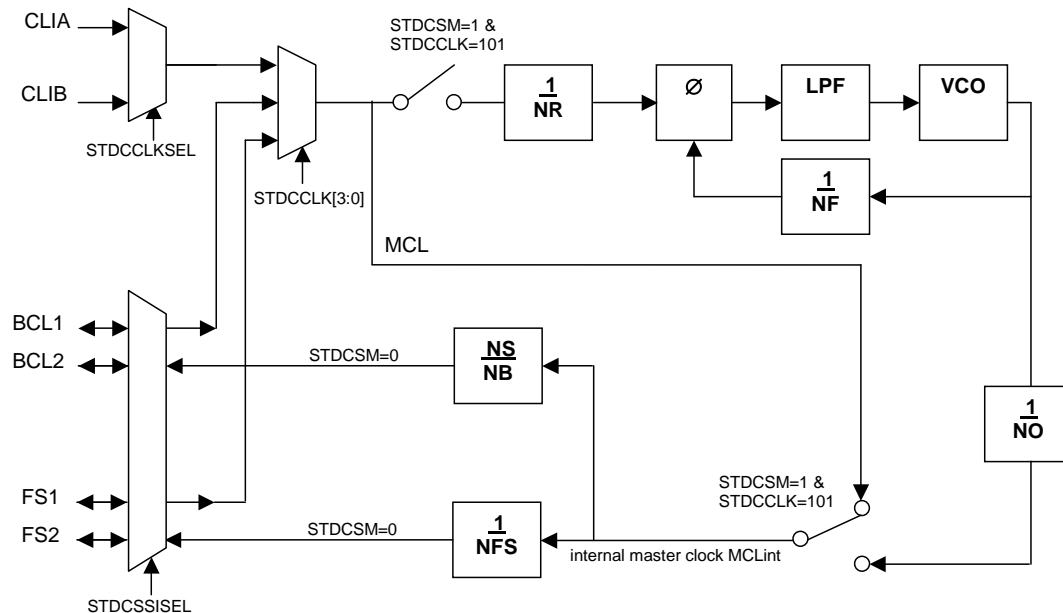 CLIA
CLIB
STDCCLKSEL
STDCCLK[3:0]
STDCSM=1 &
STDCCLK=101
1
NR
ø
LPF
VCO
1
NF
MCL
BCL1
BCL2
STDCSM=0
NS
NB
1
NO
FS1
FS2
STDCSM=0
1
NFS
STDCSM=1 &
STDCCLK=101
internal master clock MCLint
STDCSSISEL